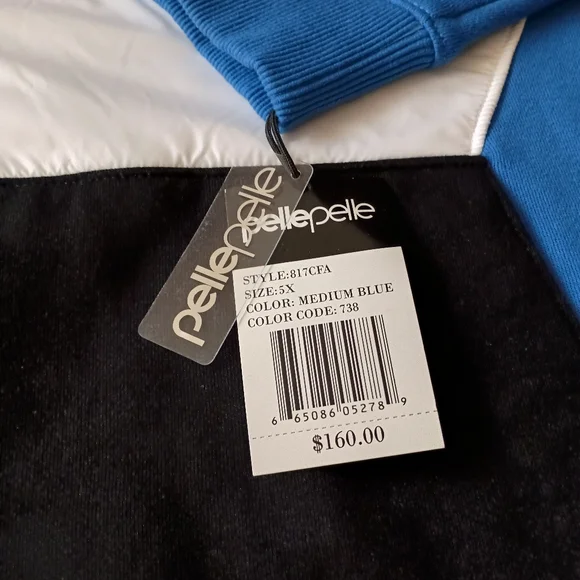 pellepelle
pellepelle
STYLE:817CFA
SIZE:5X
COLOR: MEDIUM BLUE
COLOR CODE: 738
6 65086 05278 9
$160.00